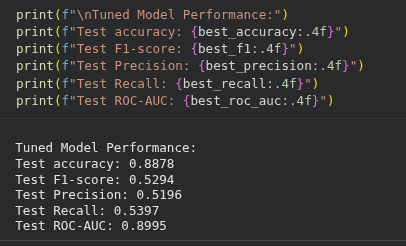 print(f"\nTuned Model Performance:")
print(f"Test accuracy: {best_accuracy:.4f}")
print(f"Test F1-score: {best_f1:.4f}")
print(f"Test Precision: {best_precision:.4f}")
print(f"Test Recall: {best_recall:.4f}")
print(f"Test ROC-AUC: {best_roc_auc:.4f}")
Tuned Model Performance:
Test accuracy: 0.8878
Test F1-score: 0.5294
Test Precision: 0.5196
Test Recall: 0.5397
Test ROC-AUC: 0.8995